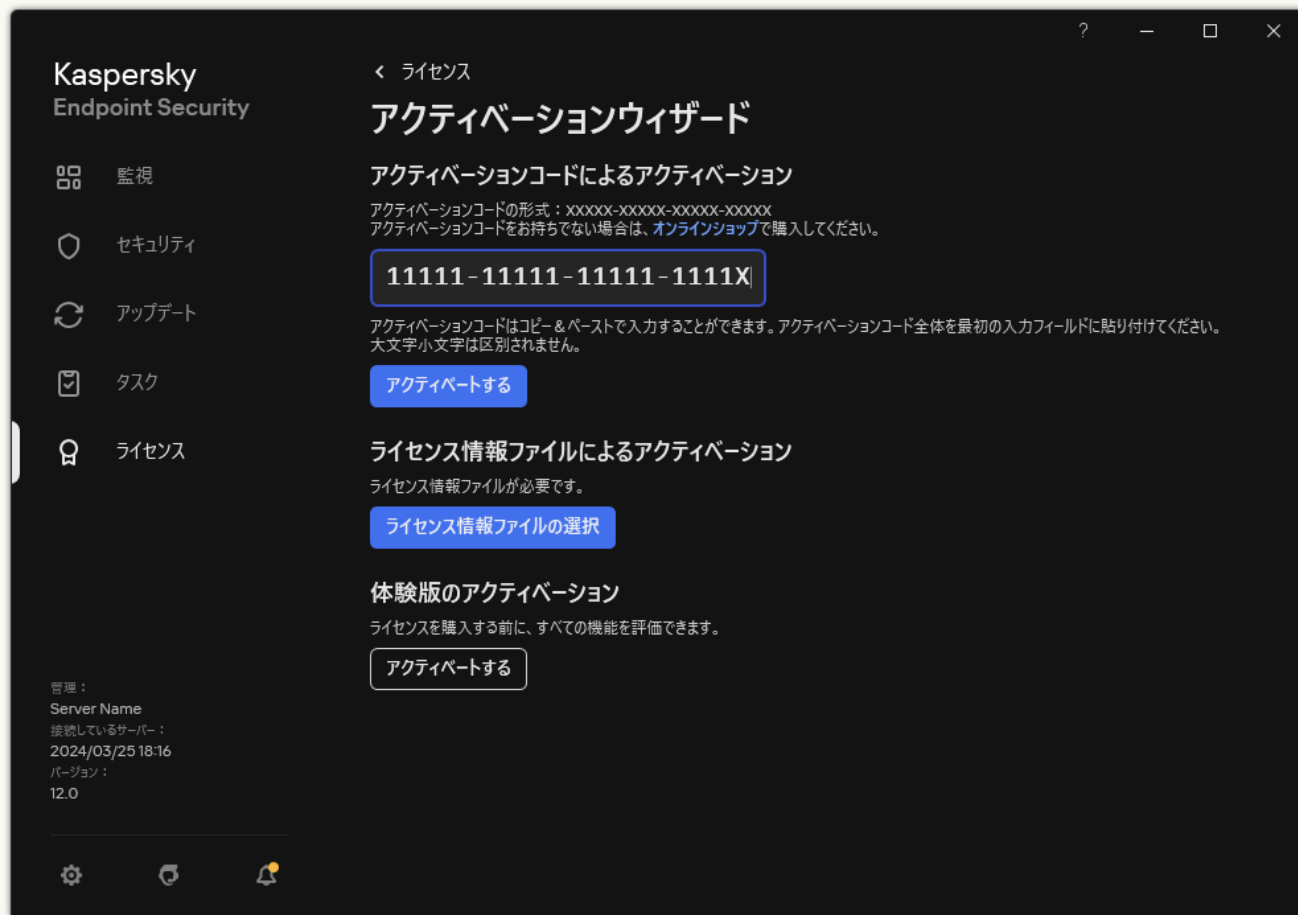 ?
Kaspersky
Endpoint Security
監視
セキュリティ
アップデート
タスク
ライセンス
管理：
Server Name
接続しているサーバー：
2024/03/25 18:16
バージョン：
12.0
ライセンス
アクティベーションウィザード
アクティベーションコードによるアクティベーション
アクティベーションコードの形式：XXXXX-XXXXX-XXXXX-XXXXX
アクティベーションコードをお持ちでない場合は、オンラインショップで購入してください。
11111-11111-11111-1111X
アクティベーションコードはコピー＆ペーストで入力することができます。アクティベーションコード全体を最初の入力フィールドに貼り付けてください。
大文字小文字は区別されません。
アクティベートする
ライセンス情報ファイルによるアクティベーション
ライセンス情報ファイルが必要です。
ライセンス情報ファイルの選択
体験版のアクティベーション
ライセンスを購入する前に、すべての機能を評価できます。
アクティベートする